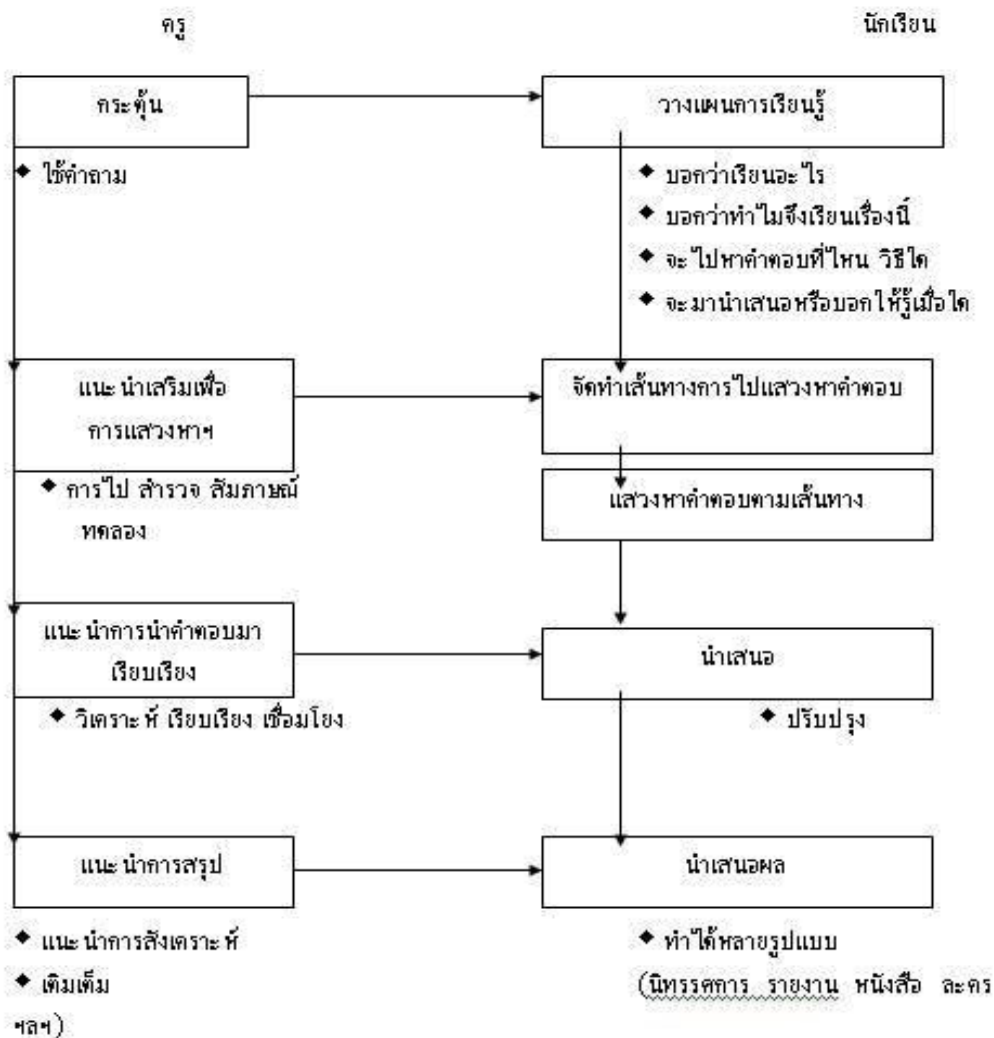 ครู
นักเรียน
กระตุ้น
วางแผนการเรียนรู้
◆ ใช้คำถาม
◆ บอกว่าเรียนอะไร
◆ บอกว่าทำไมจึงเรียนเรื่องนี้
◆ จะไปหาคำตอบที่ไหน วิธีใด
◆ จะมานำเสนอหรือบอกให้รู้เมื่อใด
แนะนำเสริมเพื่อ
การแสวงหาฯ
จัดทำเส้นทางการไปแสวงหาคำตอบ
◆ การไป สำรวจ สัมภาษณ์
ทดลอง
แสวงหาคำตอบตามเส้นทาง
แนะนำการนำคำตอบมา
เรียบเรียง
นำเสนอ
◆ วิเคราะห์ เรียบเรียง เชื่อมโยง
◆ ปรับปรุง
แนะนำการสรุป
นำเสนอผล
◆ แนะนำการสังเคราะห์
◆ เติมเต็ม
◆ ทำได้หลายรูปแบบ
(นิทรรศการ รายงาน หนังสือ ละคร
ฯลฯ)